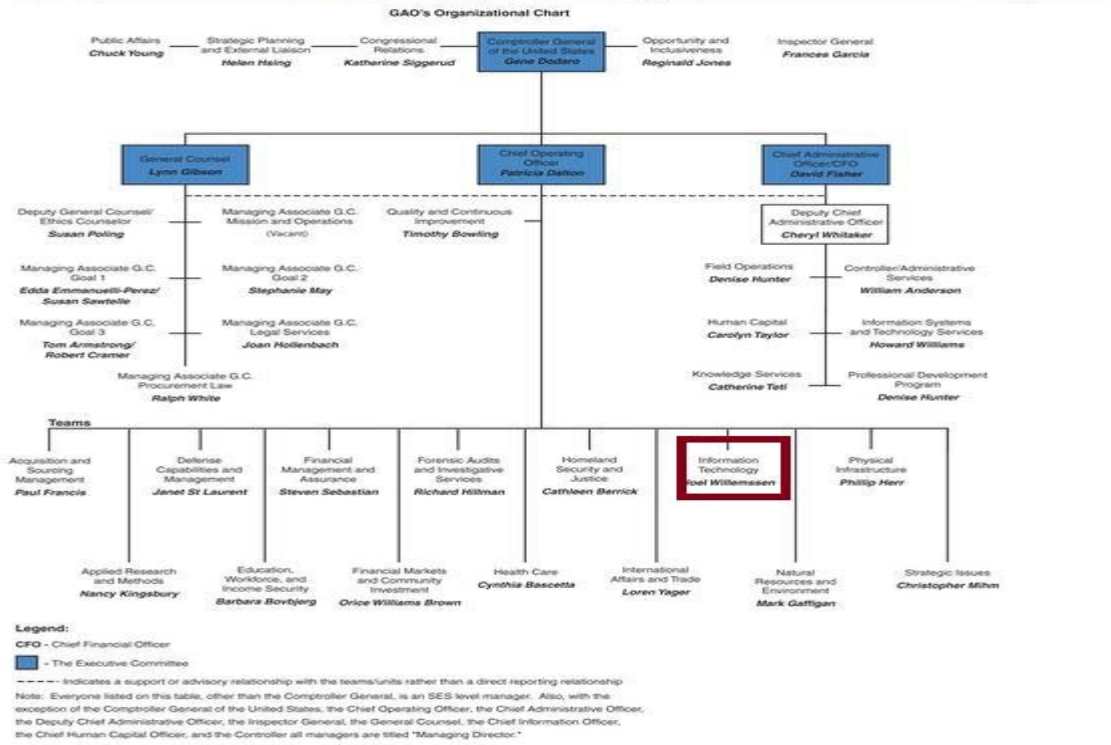 GAO's Organizational Chart
Public Affairs
Chuck Young
Strategic Planning
and External Liaison
Helen Hsing
Congressional
Relations
Katherine Siggerud
Comptroller General
of the United States
Gene Dodaro
Opportunity and
Inclusiveness
Reginald Jones
Inspector General
Frances Garcia
General Counsel
Lynn Gibson
Chief Operating
Officer
Patricia Dalton
Chief Administrative
Officer/CFO
David Fisher
Deputy General Counsel/
Ethics Counselor
Susan Poling
Managing Associate G.C.
Mission and Operations
(Vacant)
Quality and Continuous
Improvement
Timothy Bowling
Deputy Chief
Administrative Officer
Cheryl Whitaker
Managing Associate G.C.
Goal 1
Edda Emmanuelli-Perez/
Susan Sawtelle
Managing Associate G.C.
Goal 2
Stephanie May
Field Operations
Denise Hunter
Controller/Administrative
Services
William Anderson
Managing Associate G.C.
Goal 3
Tom Armstrong/
Robert Cramer
Managing Associate G.C.
Legal Services
Joan Hollenbach
Human Capital
Carolyn Taylor
Information Systems
and Technology Services
Howard Williams
Managing Associate G.C.
Procurement Law
Ralph White
Knowledge Services
Catherine Teti
Professional Development
Program
Denise Hunter
Teams
Acquisition and
Sourcing
Management
Paul Francis
Defense
Capabilities and
Management
Janet St Laurent
Financial
Management and
Assurance
Steven Sebastian
Forensic Audits
and Investigative
Services
Richard Hillman
Homeland
Security and
Justice
Cathleen Berrick
Information
Technology
Joel Willemssen
Physical
Infrastructure
Phillip Herr
Applied Research
and Methods
Nancy Kingsbury
Education,
Workforce, and
Income Security
Barbara Bovbjerg
Financial Markets
and Community
Investment
Orice Williams Brown
Health Care
Cynthia Bascetta
International
Affairs and Trade
Loren Yager
Natural
Resources and
Environment
Mark Gaffigan
Strategic Issues
Christopher Mihm
Legend:
CFO - Chief Financial Officer
- The Executive Committee
----- Indicates a support or advisory relationship with the teams/units rather than a direct reporting relationship
Note: Everyone listed on this table, other than the Comptroller General, is an SES level manager. Also, with the
exception of the Comptroller General of the United States, the Chief Operating Officer, the Chief Administrative Officer,
the Deputy Chief Administrative Officer, the Inspector General, the General Counsel, the Chief Information Officer,
the Chief Human Capital Officer, and the Controller all managers are titled "Managing Director."